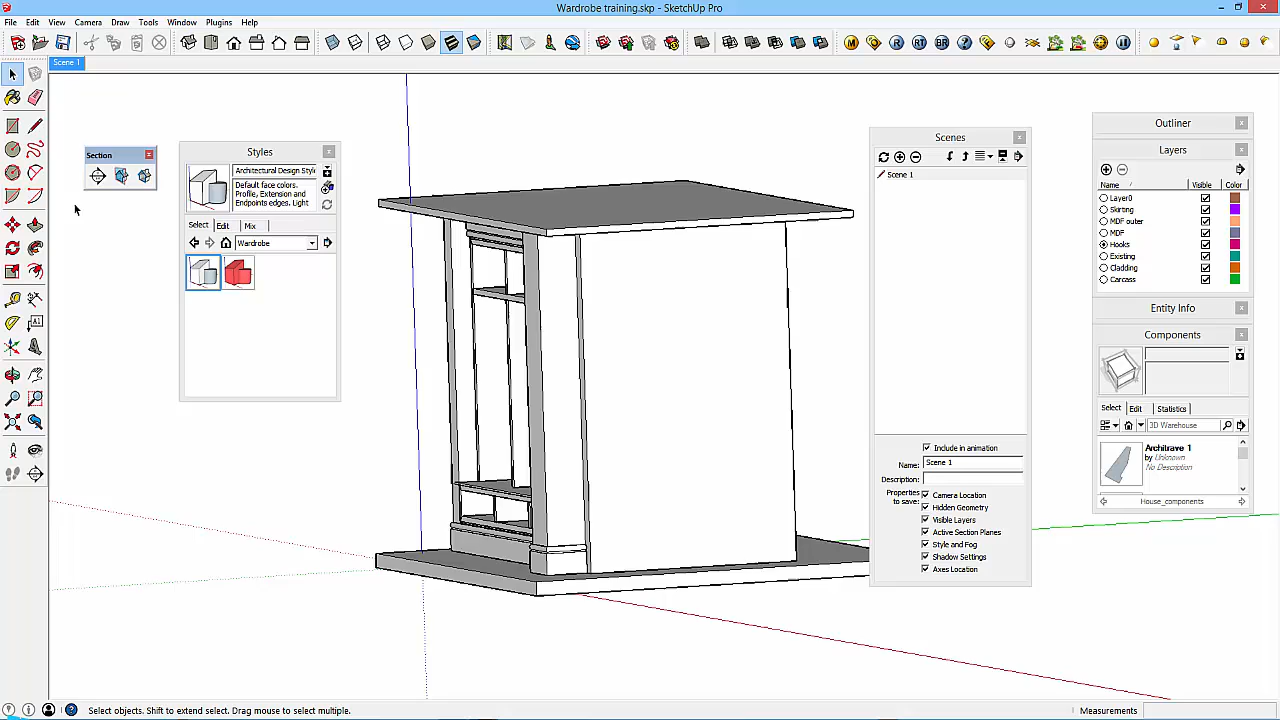 Wardrobe training.skp - SketchUp Pro
File Edit View Camera Draw Tools Window Plugins Help
M R RT BR
Scene 1
Section
Styles
Architectural Design Style
Default face colors.
Profile, Extension and
Endpoints edges. Light
Select Edit Mix
Wardrobe
Scenes
Scene 1
Include in animation
Name: Scene 1
Description:
Properties
to save:
Camera Location
Hidden Geometry
Visible Layers
Active Section Planes
Style and Fog
Shadow Settings
Axes Location
Outliner
Layers
Name Visible Color
Layer0
Skirting
MDF outer
MDF
Hooks
Existing
Cladding
Carcass
Entity Info
Components
Select Edit Statistics
3D Warehouse
Architrave 1
by Unknown
No Description
House_components
Select objects. Shift to extend select. Drag mouse to select multiple.
Measurements